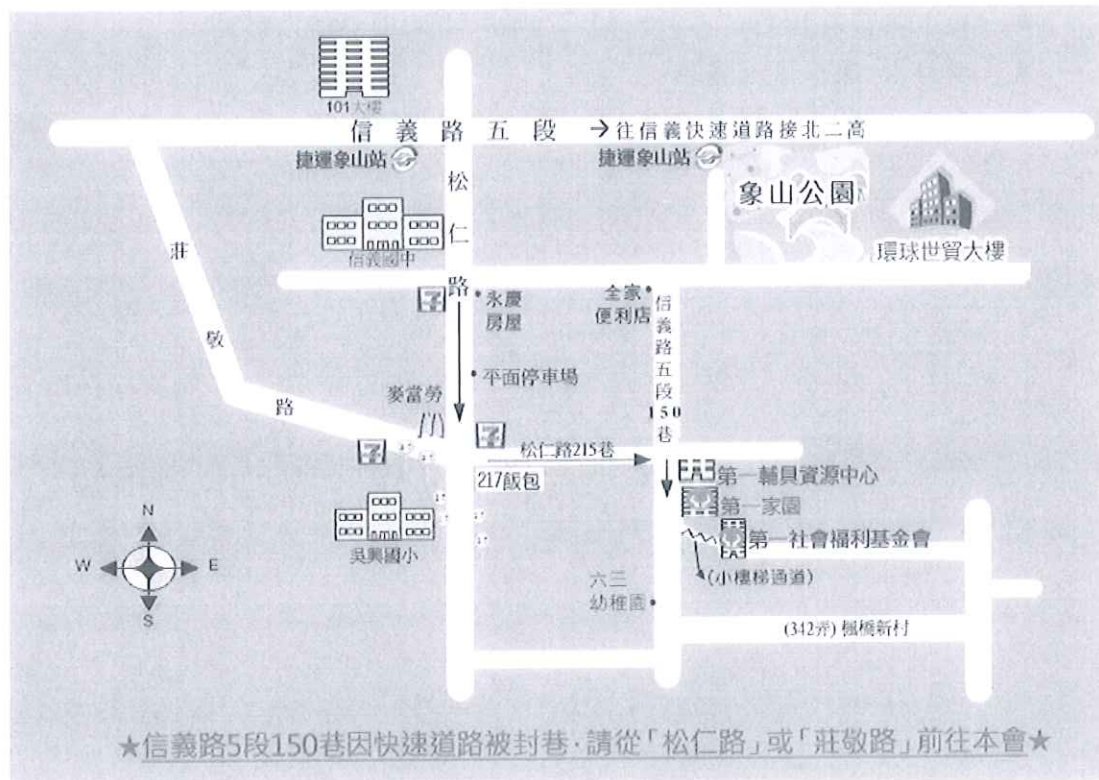 101大樓
信義路五段 →往信義快速道路接北二高
捷運象山站
捷運象山站
松仁路
象山公園
環球世貿大樓
信義國中
莊敬路
7
永慶
房屋
全家
便利店
信義路五段150巷
平面停車場
麥當勞
7
7
松仁路215巷
217飯包
第一輔具資源中心
第一家園
第一社會福利基金會
(小樓梯通道)
吳興國小
N
W
E
S
六三
幼稚園
(342弄) 楓橋新村
★信義路5段150巷因快速道路被封巷,請從「松仁路」或「莊敬路」前往本會★